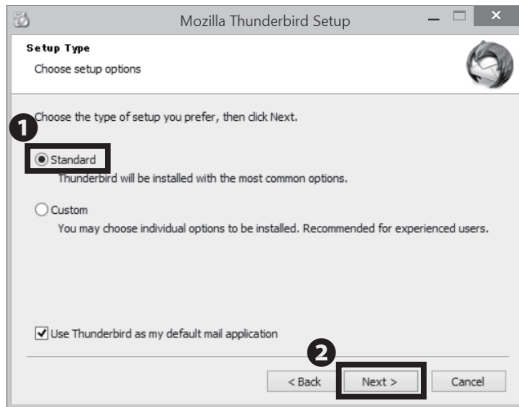 Mozilla Thunderbird Setup
Setup Type
Choose setup options
Choose the type of setup you prefer, then click Next.
1
Standard
Thunderbird will be installed with the most common options.
Custom
You may choose individual options to be installed. Recommended for experienced users.
Use Thunderbird as my default mail application
2
< Back Next > Cancel